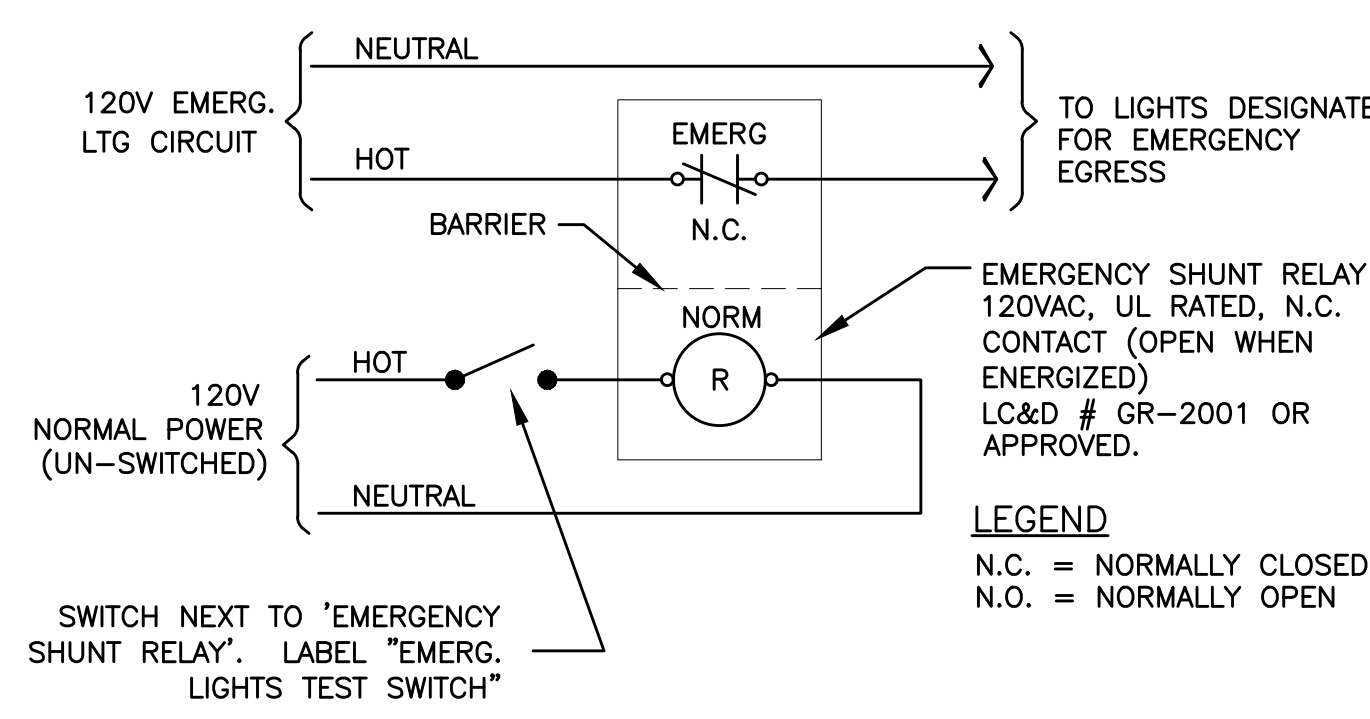 NEUTRAL
120V EMERG.
LTG CIRCUIT
HOT
EMERG
N.C.
TO LIGHTS DESIGNATE
FOR EMERGENCY
EGRESS
BARRIER
EMERGENCY SHUNT RELAY
120VAC, UL RATED, N.C.
CONTACT (OPEN WHEN
ENERGIZED)
LC&D # GR-2001 OR
APPROVED.
NORM
R
HOT
120V
NORMAL POWER
(UN-SWITCHED)
NEUTRAL
LEGEND
N.C. = NORMALLY CLOSED
N.O. = NORMALLY OPEN
SWITCH NEXT TO 'EMERGENCY
SHUNT RELAY'. LABEL "EMERG.
LIGHTS TEST SWITCH"